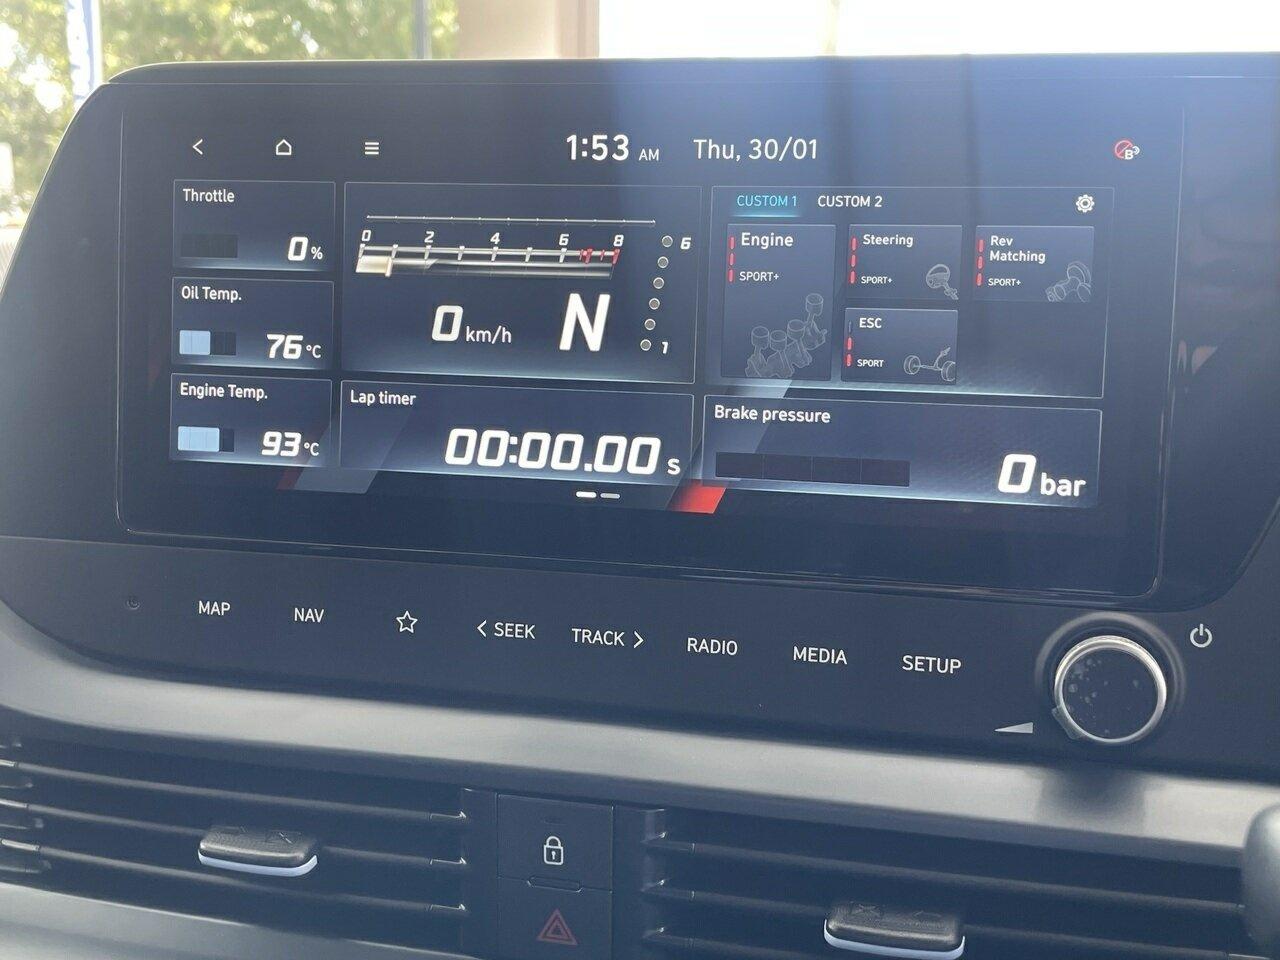 1:53 AM Thu, 30/01
Throttle
0 %
Oil Temp.
76 °C
Engine Temp.
93 °C
0 2 4 6 8
6
1
0 km/h N
Lap timer
00:00.00 s
CUSTOM 1 CUSTOM 2
Engine
SPORT+
Steering
SPORT+
Rev
Matching
SPORT+
ESC
SPORT
Brake pressure
0 bar
MAP NAV < SEEK TRACK > RADIO MEDIA SETUP